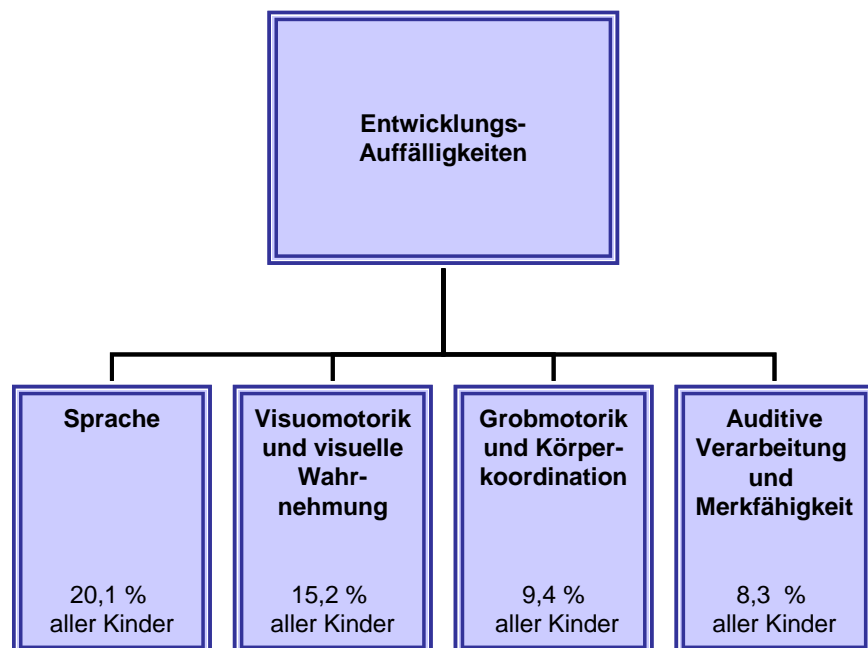 Entwicklungs-
Auffälligkeiten
Sprache
20,1 %
aller Kinder
Visuomotorik
und visuelle
Wahr-
nehmung
15,2 %
aller Kinder
Grobmotorik
und Körper-
koordination
9,4 %
aller Kinder
Auditive
Verarbeitung
und
Merkfähigkeit
8,3 %
aller Kinder